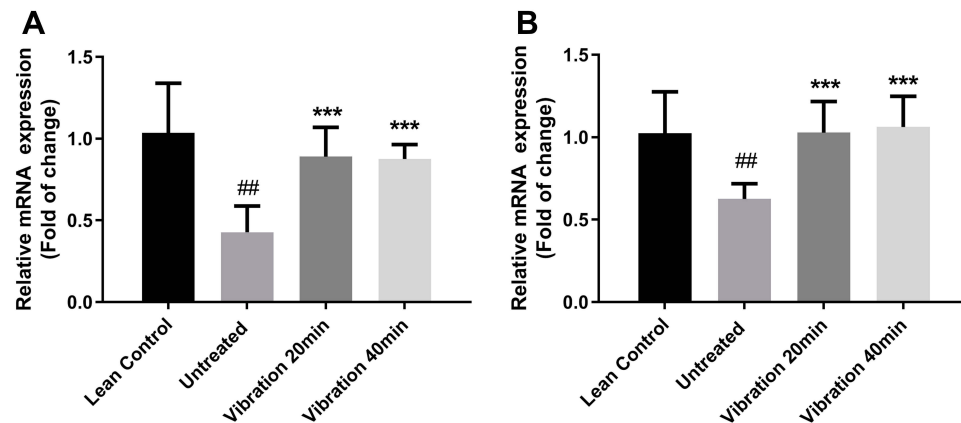 A
Relative mRNA expression
(Fold of change)
1.5
1.0
0.5
0.0
##
***
***
Lean Control
Untreated
Vibration 20min
Vibration 40min
B
Relative mRNA expression
(Fold of change)
1.5
1.0
0.5
0.0
##
***
***
Lean Control
Untreated
Vibration 20min
Vibration 40min